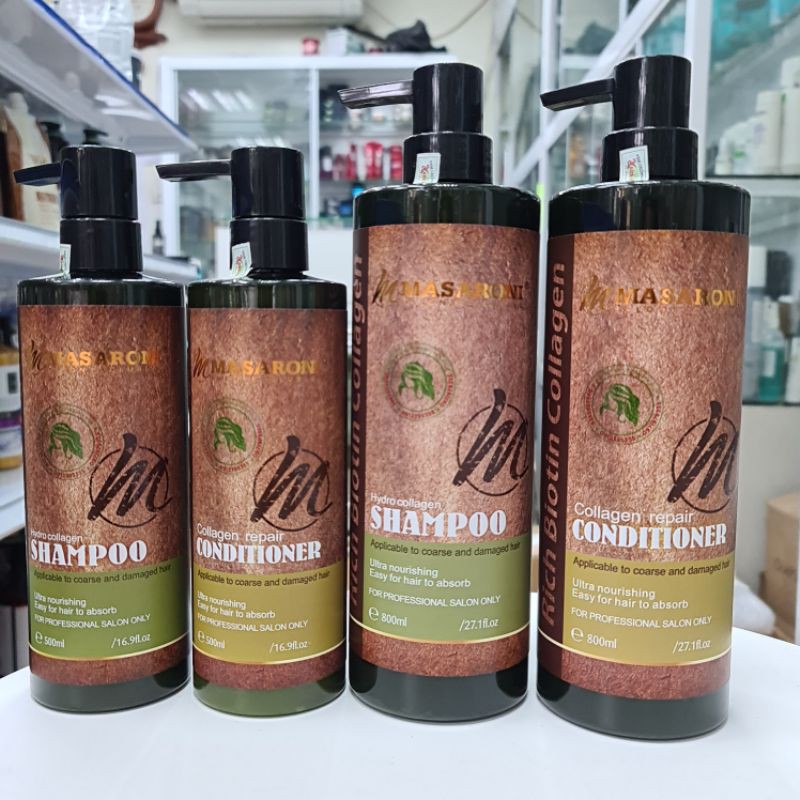 MASARONI
Hydro collagen
SHAMPOO
Applicable to coarse and damaged hair
Ultra nourishing
Easy for hair to absorb
FOR PROFESSIONAL SALON ONLY
e 500ml /16.9fl.oz
MASARON
Collagen repair
CONDITIONER
Applicable to coarse and damaged hair
Ultra nourishing
Easy for hair to absorb
FOR PROFESSIONAL SALON ONLY
e 500ml /16.9fl.oz
Rich Biotin Collagen
MASARONI
Hydro collagen
SHAMPOO
Applicable to coarse and damaged hair
Ultra nourishing
Easy for hair to absorb
FOR PROFESSIONAL SALON ONLY
e 800ml /27.1fl.oz
Rich Biotin Collagen
MASARON
Collagen repair
CONDITIONER
Applicable to coarse and damaged hair
Ultra nourishing
Easy for hair to absorb
FOR PROFESSIONAL SALON ONLY
e 800ml /27.1fl.oz